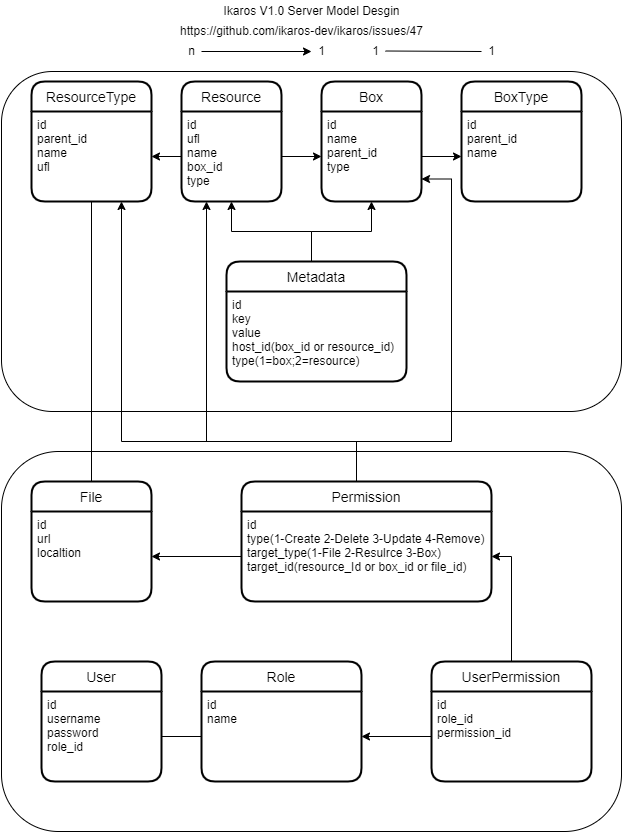 Ikaros V1.0 Server Model Desgin
https://github.com/ikaros-dev/ikaros/issues/47
n 1 1 1
ResourceType
id
parent_id
name
ufl
Resource
id
ufl
name
box_id
type
Box
id
name
parent_id
type
BoxType
id
parent_id
name
Metadata
id
key
value
host_id(box_id or resource_id)
type(1=box;2=resource)
File
id
url
localtion
Permission
id
type(1-Create 2-Delete 3-Update 4-Remove)
target_type(1-File 2-Resulrce 3-Box)
target_id(resource_Id or box_id or file_id)
User
id
username
password
role_id
Role
id
name
UserPermission
id
role_id
permission_id